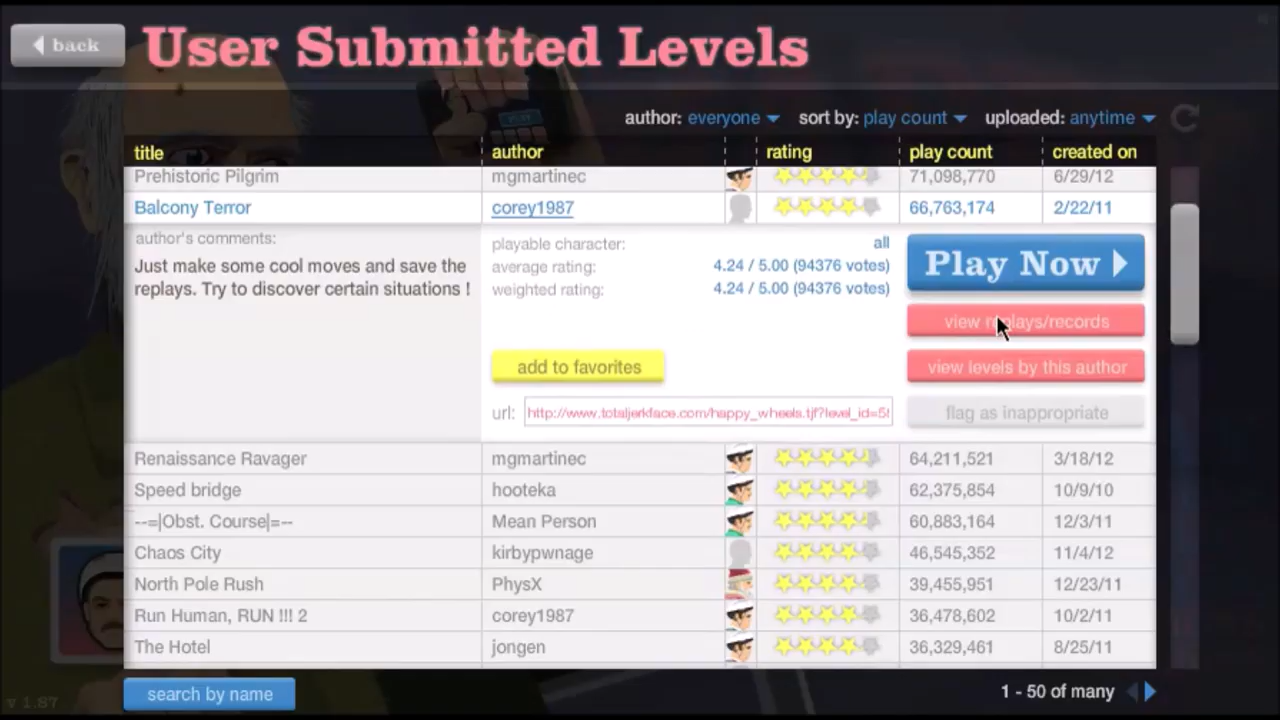 back
User Submitted Levels
author: everyone sort by: play count uploaded: anytime
title author rating play count created on
Prehistoric Pilgrim mgmartinec 71,098,770 6/29/12
Balcony Terror corey1987 66,763,174 2/22/11
author's comments:
Just make some cool moves and save the
replays. Try to discover certain situations !
playable character: all
average rating: 4.24 / 5.00 (94376 votes)
weighted rating: 4.24 / 5.00 (94376 votes)
add to favorites
url: http://www.totaljerkface.com/happy_wheels.tjf?level_id=5
Play Now
view replays/records
view levels by this author
flag as inappropriate
Renaissance Ravager mgmartinec 64,211,521 3/18/12
Speed bridge hooteka 62,375,854 10/9/10
--=|Obst. Course|=-- Mean Person 60,883,164 12/3/11
Chaos City kirbypwnage 46,545,352 11/4/12
North Pole Rush PhysX 39,455,951 12/23/11
Run Human, RUN !!! 2 corey1987 36,478,602 10/2/11
The Hotel jongen 36,329,461 8/25/11
search by name
1 - 50 of many
v 1.87